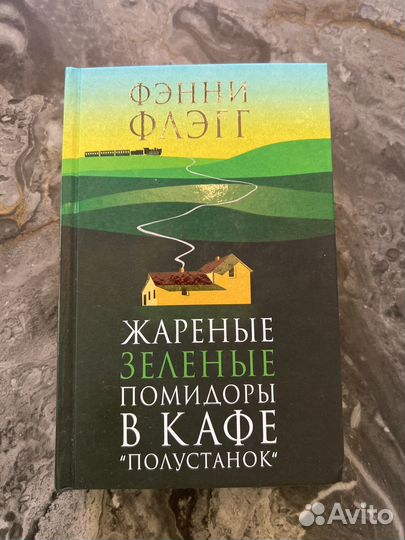 ФЭННИ
ФЛЭГГ
ЖАРЕНЫЕ
ЗЕЛЕНЫЕ
ПОМИДОРЫ
В КАФЕ
“ПОЛУСТАНОК“
Avito